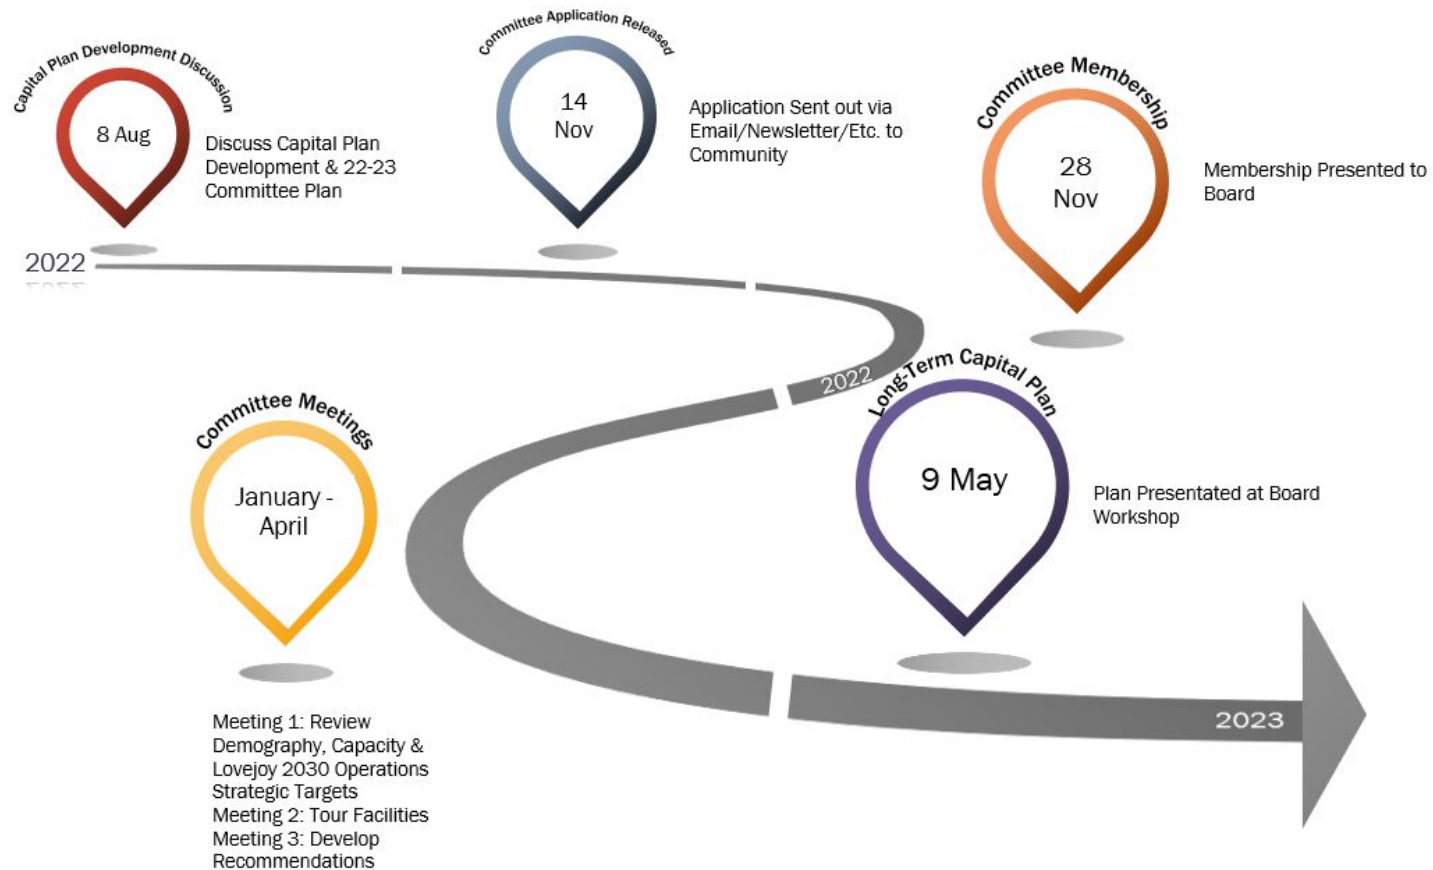 Capital Plan Development Discussion
8 Aug
Discuss Capital Plan
Development & 22-23
Committee Plan
Committee Application Released
14
Nov
Application Sent out via
Email/Newsletter/Etc. to
Community
Committee Membership
28
Nov
Membership Presented to
Board
2022
2022
Committee Meetings
January -
April
Meeting 1: Review
Demography, Capacity &
Lovejoy 2030 Operations
Strategic Targets
Meeting 2: Tour Facilities
Meeting 3: Develop
Recommendations
Long-Term Capital Plan
9 May
Plan Presentated at Board
Workshop
2023